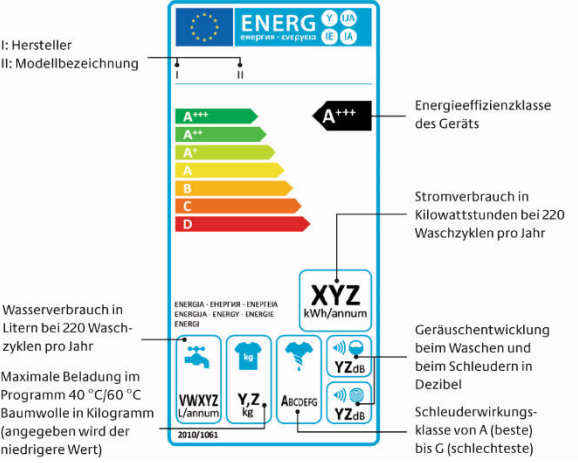 ENERG Y IJA
енергия · ενεργεια IE IA
I: Hersteller
II: Modellbezeichnung
I II
A+++
A++
A+
A
B
C
D
A+++
Energieeffizienzklasse
des Geräts
Stromverbrauch in
Kilowattstunden bei 220
Waschzyklen pro Jahr
XYZ
kWh/annum
ENERGIA · ЕНЕРГИЯ · ΕΝΕΡΓΕΙΑ
ENERGIJA · ENERGY · ENERGIE
ENERGI
Wasserverbrauch in
Litern bei 220 Wasch-
zyklen pro Jahr
Maximale Beladung im
Programm 40 °C/60 °C
Baumwolle in Kilogramm
(angegeben wird der
niedrigere Wert)
VWXYZ
L/annum
kg
Y,Z
kg
ABCDEFG
YZdB
YZdB
2010/1061
Geräuschentwicklung
beim Waschen und
beim Schleudern in
Dezibel
Schleuderwirkungs-
klasse von A (beste)
bis G (schlechteste)